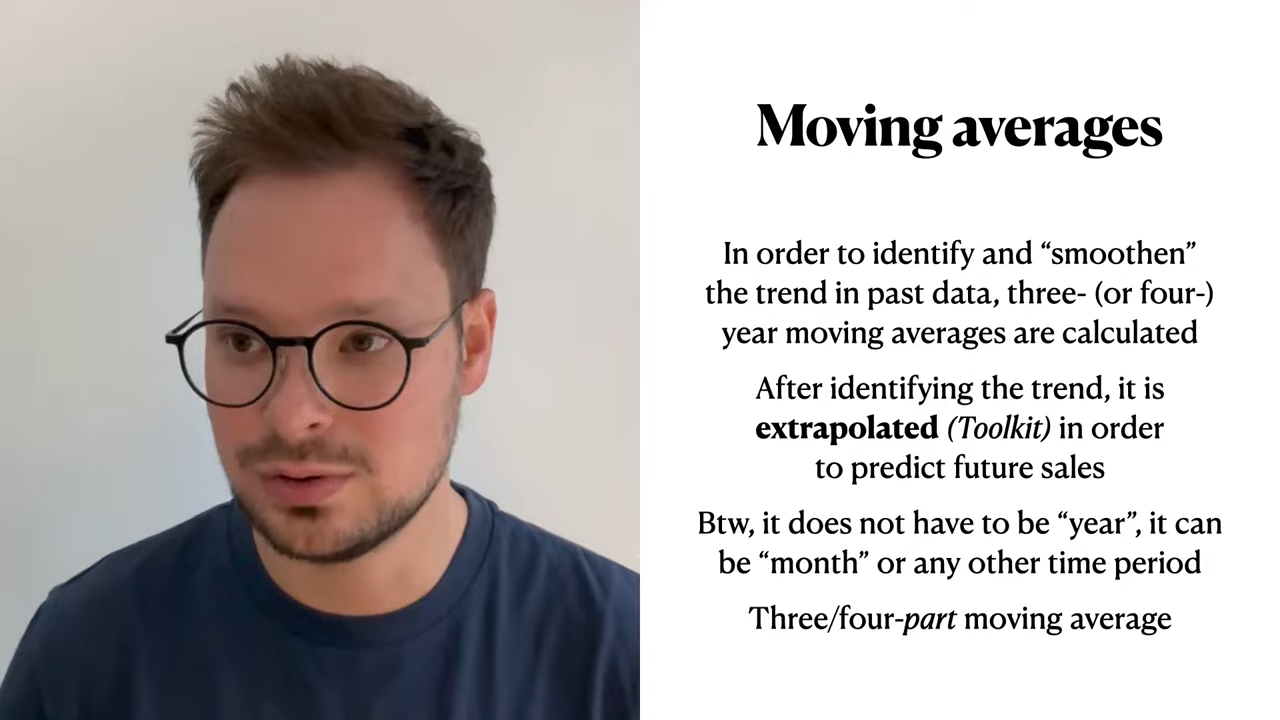 Moving averages
In order to identify and “smoothen”
the trend in past data, three- (or four-)
year moving averages are calculated
After identifying the trend, it is
extrapolated (Toolkit) in order
to predict future sales
Btw, it does not have to be “year”, it can
be “month” or any other time period
Three/four-part moving average